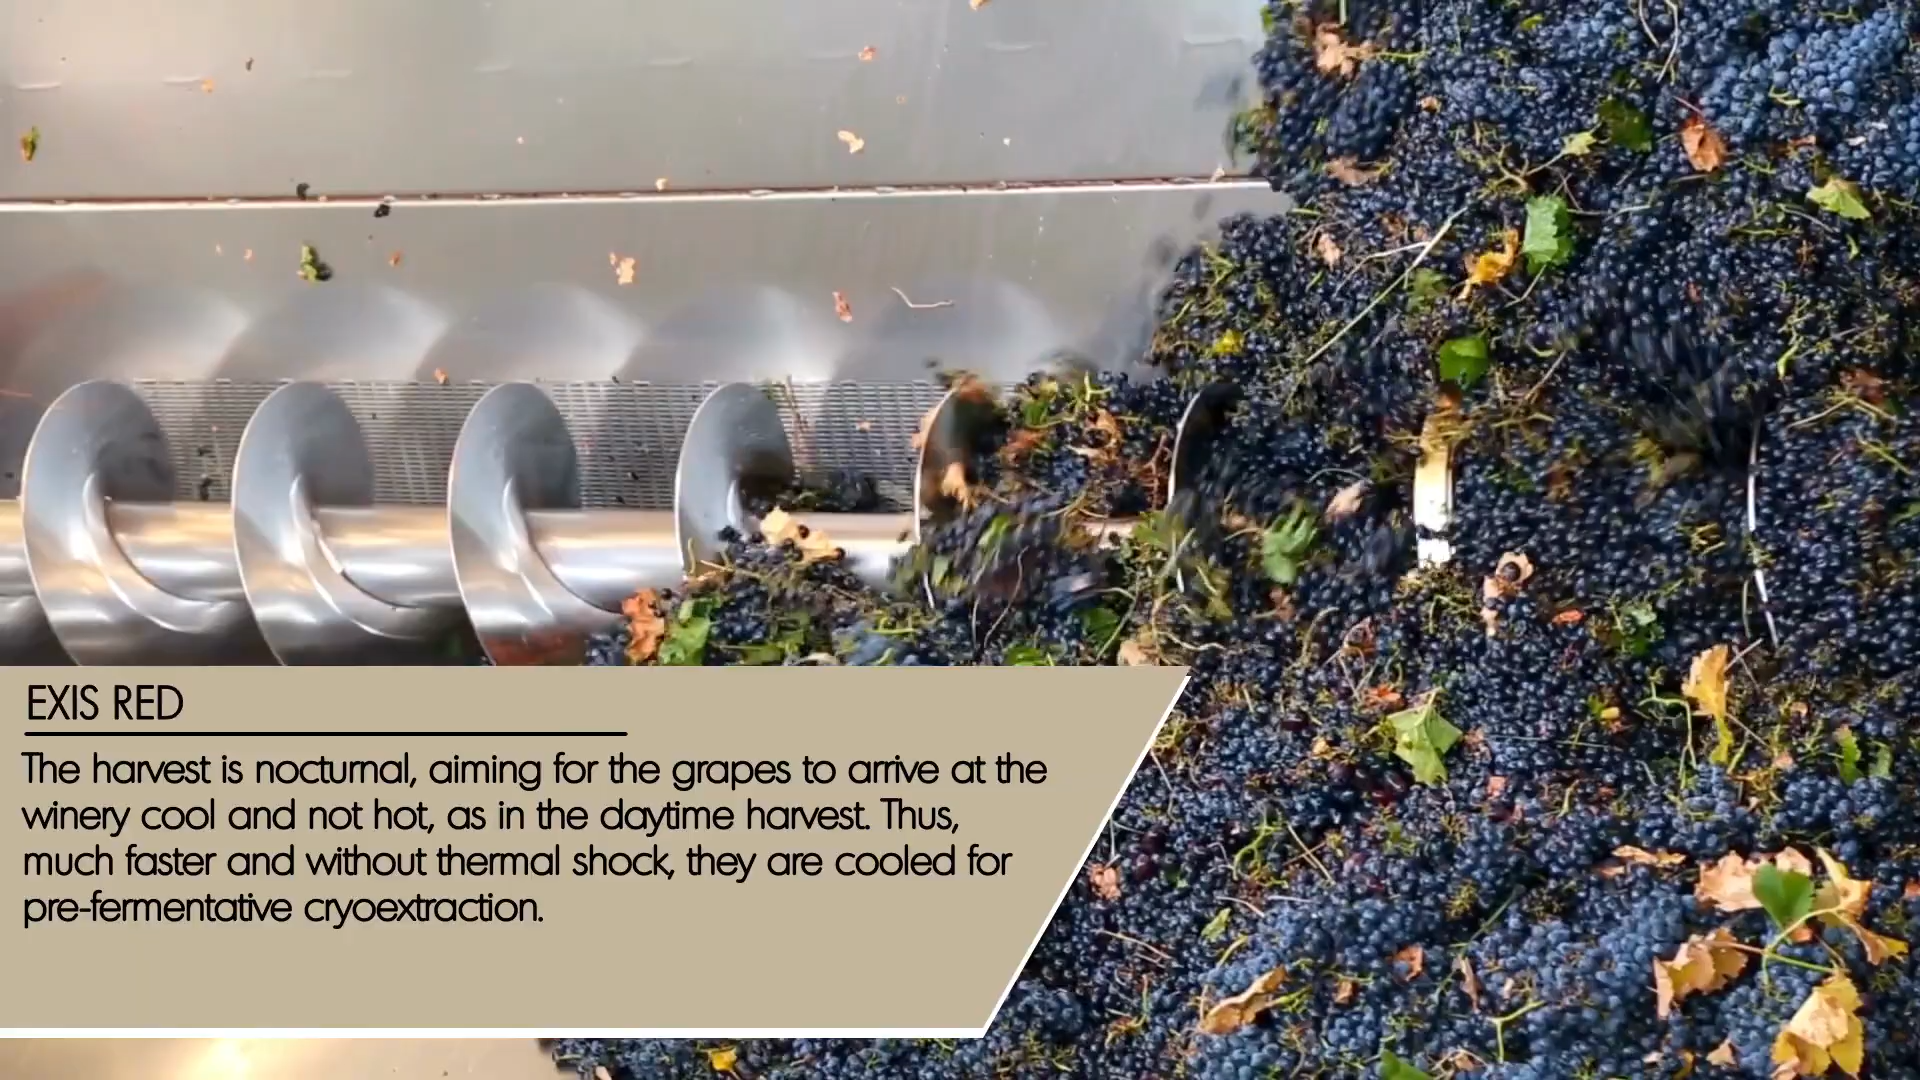 EXIS RED
The harvest is nocturnal, aiming for the grapes to arrive at the
winery cool and not hot, as in the daytime harvest. Thus,
much faster and without thermal shock, they are cooled for
pre-fermentative cryoextraction.